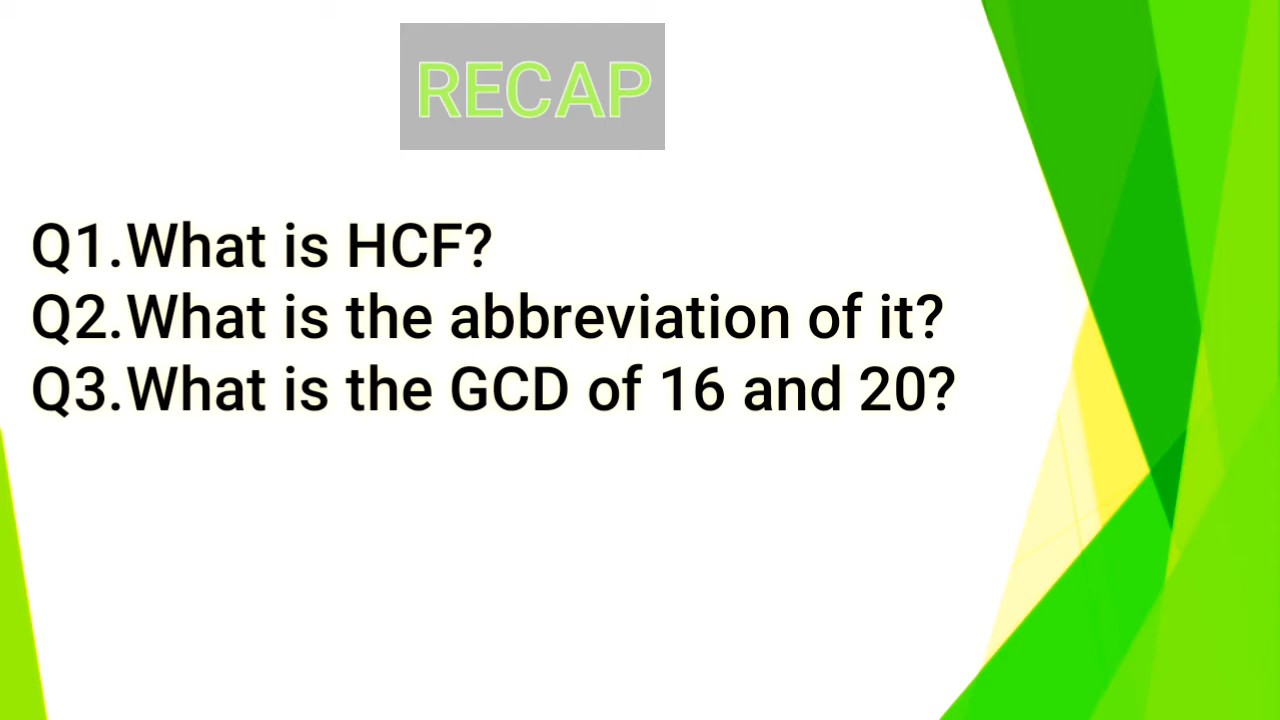 RECAP
Q1.What is HCF?
Q2.What is the abbreviation of it?
Q3.What is the GCD of 16 and 20?